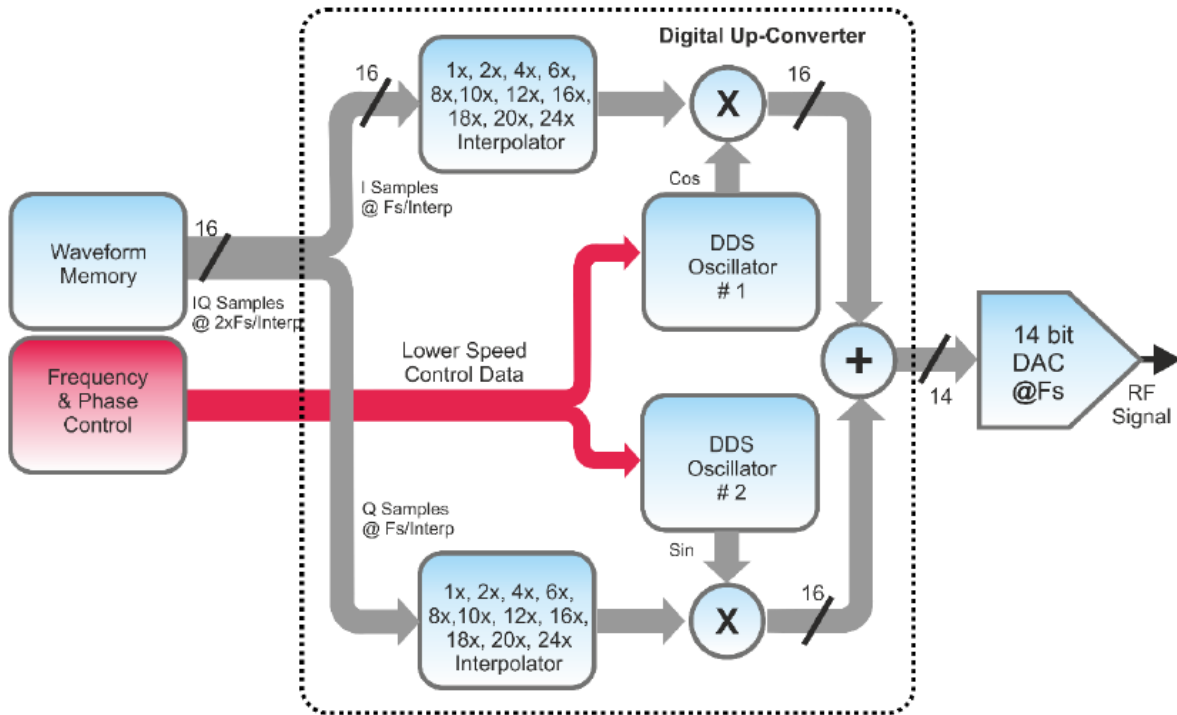 Digital Up-Converter
16
1x, 2x, 4x, 6x,
8x,10x, 12x, 16x,
18x, 20x, 24x
Interpolator
X
16
I Samples
@ Fs/Interp
Cos
Waveform
Memory
16
IQ Samples
@ 2xFs/Interp
DDS
Oscillator
# 1
Frequency
& Phase
Control
Lower Speed
Control Data
+
14
14 bit
DAC
@Fs
RF
Signal
DDS
Oscillator
# 2
Q Samples
@ Fs/Interp
Sin
1x, 2x, 4x, 6x,
8x,10x, 12x, 16x,
18x, 20x, 24x
Interpolator
X
16